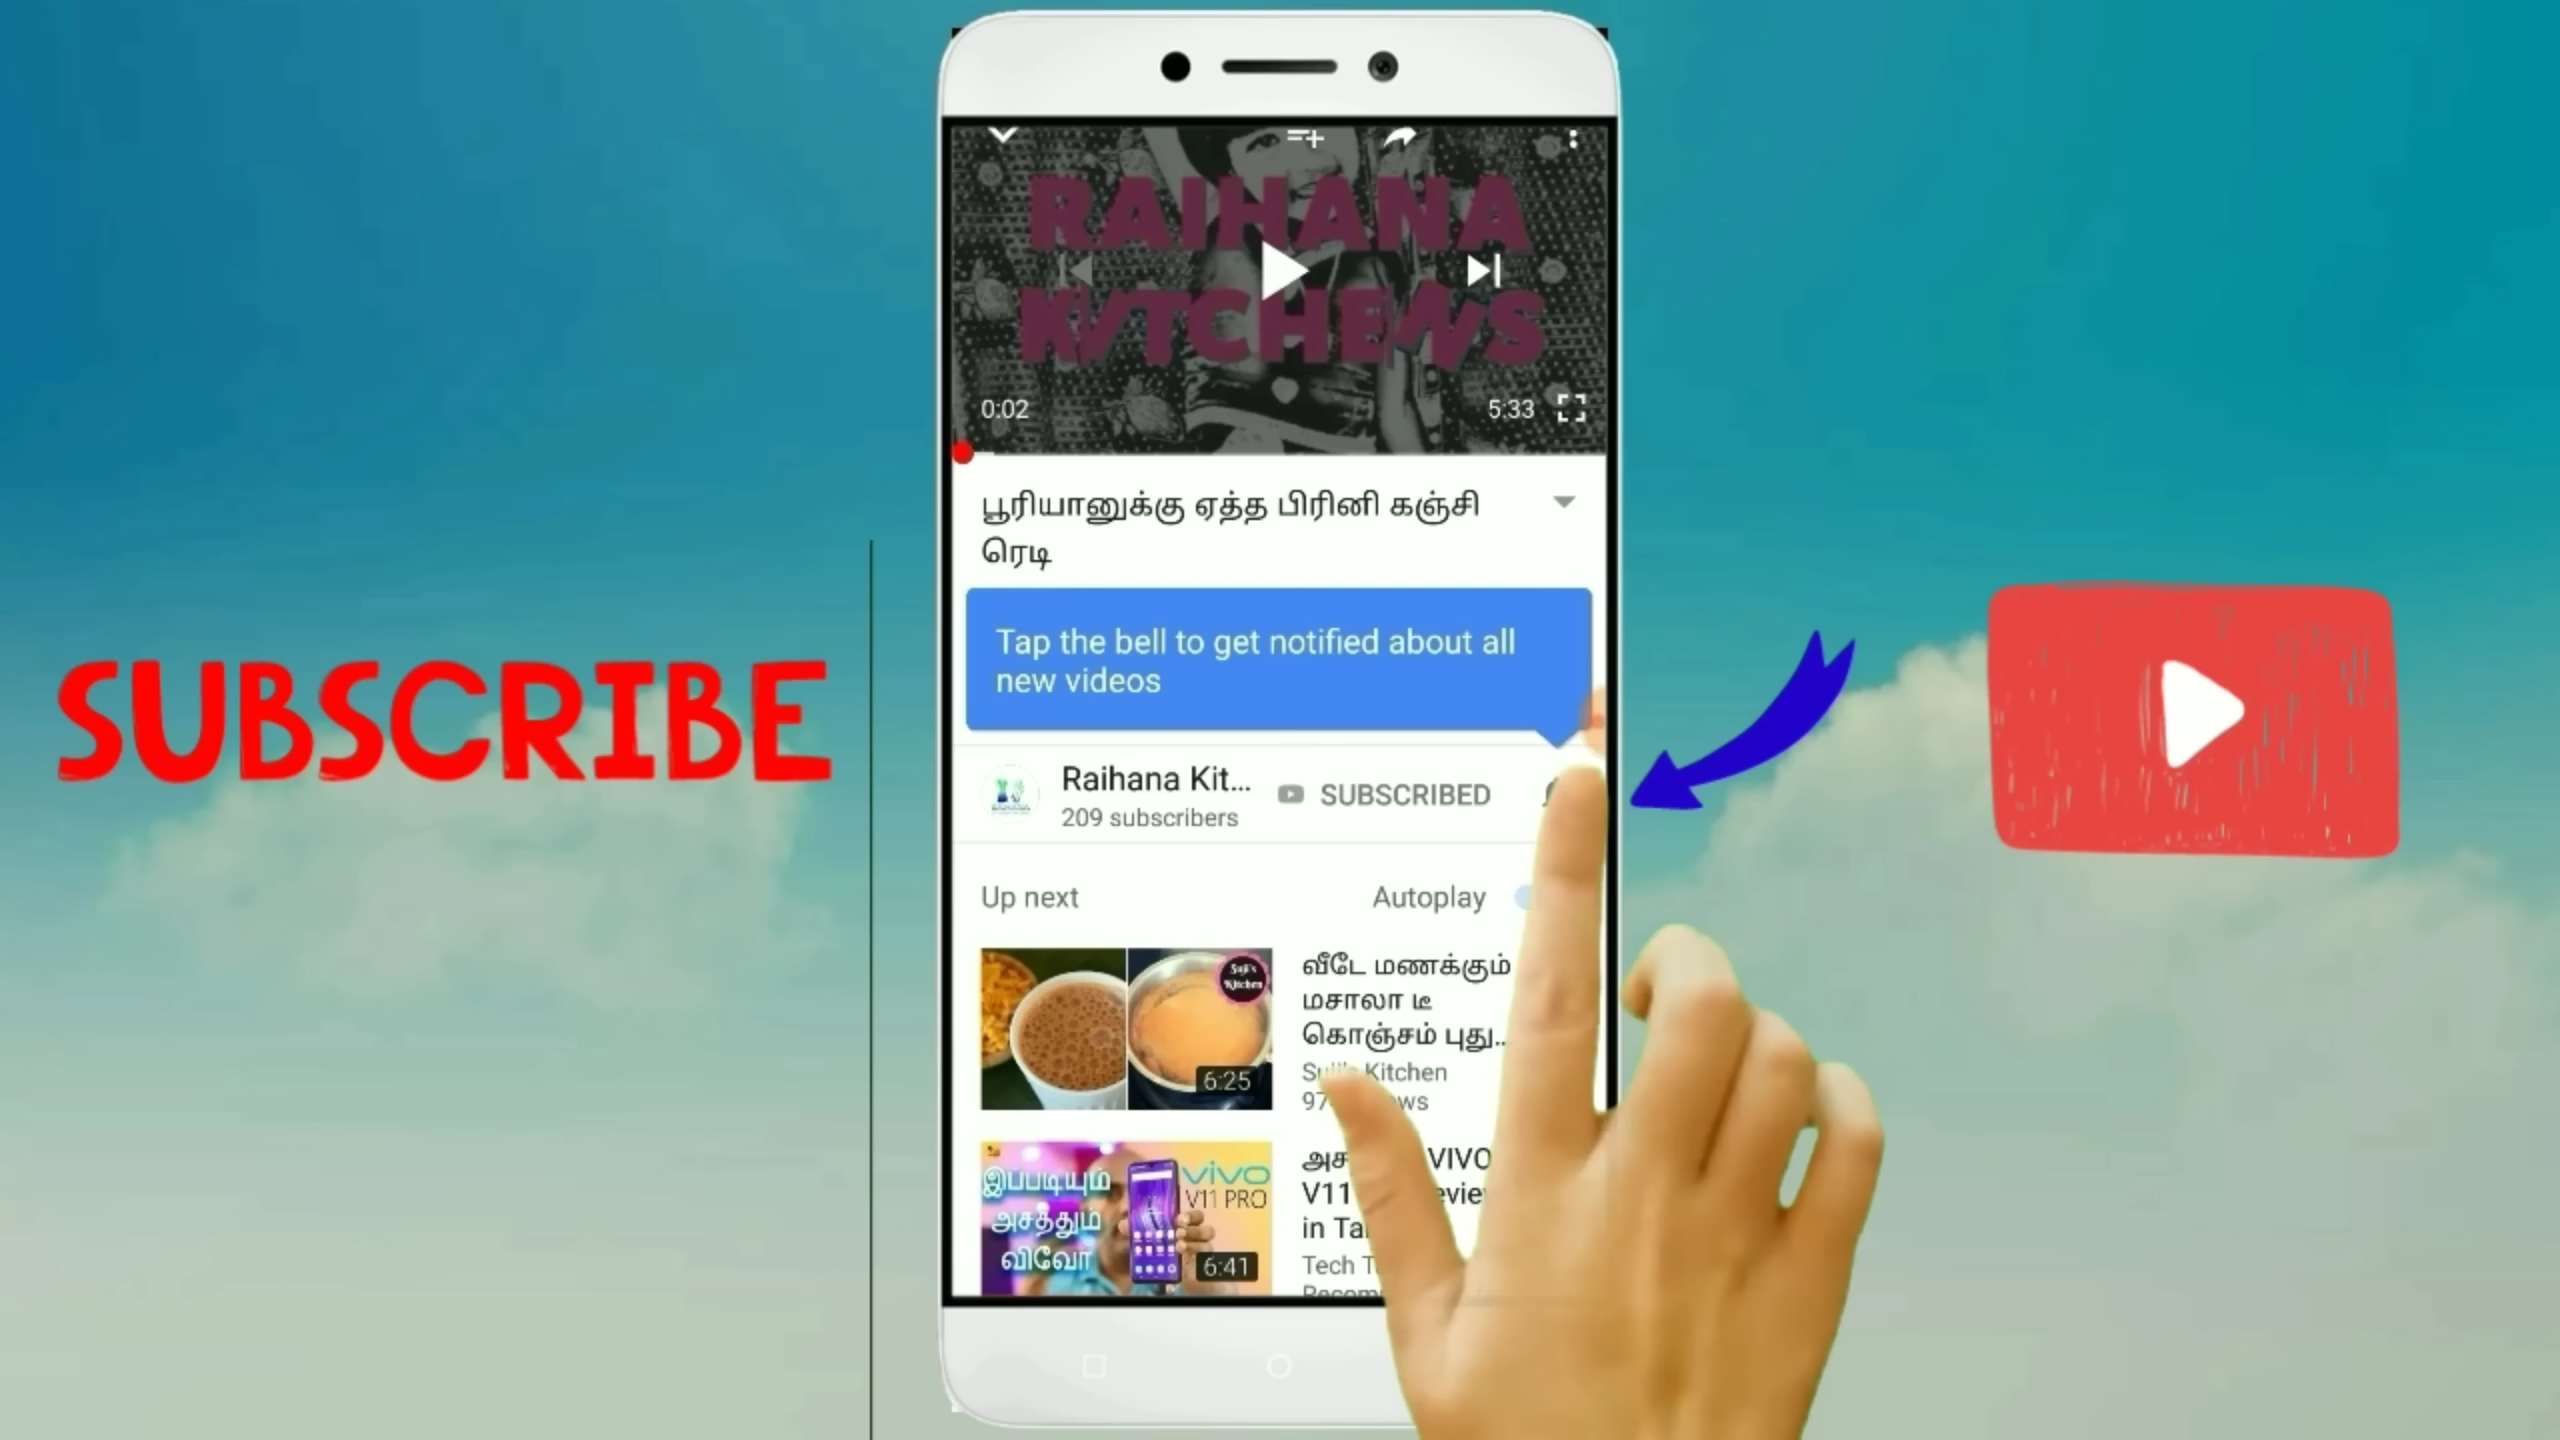 SUBSCRIBE
RAIHANA
KITCHENS
0:02
5:33
பூரியானுக்கு ஏத்த பிரினி கஞ்சி
ரெடி
Tap the bell to get notified about all
new videos
Raihana Kit...
SUBSCRIBED
209 subscribers
Up next
Autoplay
Suji's
Kitchen
6:25
வீடே மணக்கும்
மசாலா டீ
கொஞ்சம் புது...
Kitchen
இப்படியும்
அசத்தும்
விவோ
vivo
V11 PRO
6:41
VIVO
V11
in
Tech